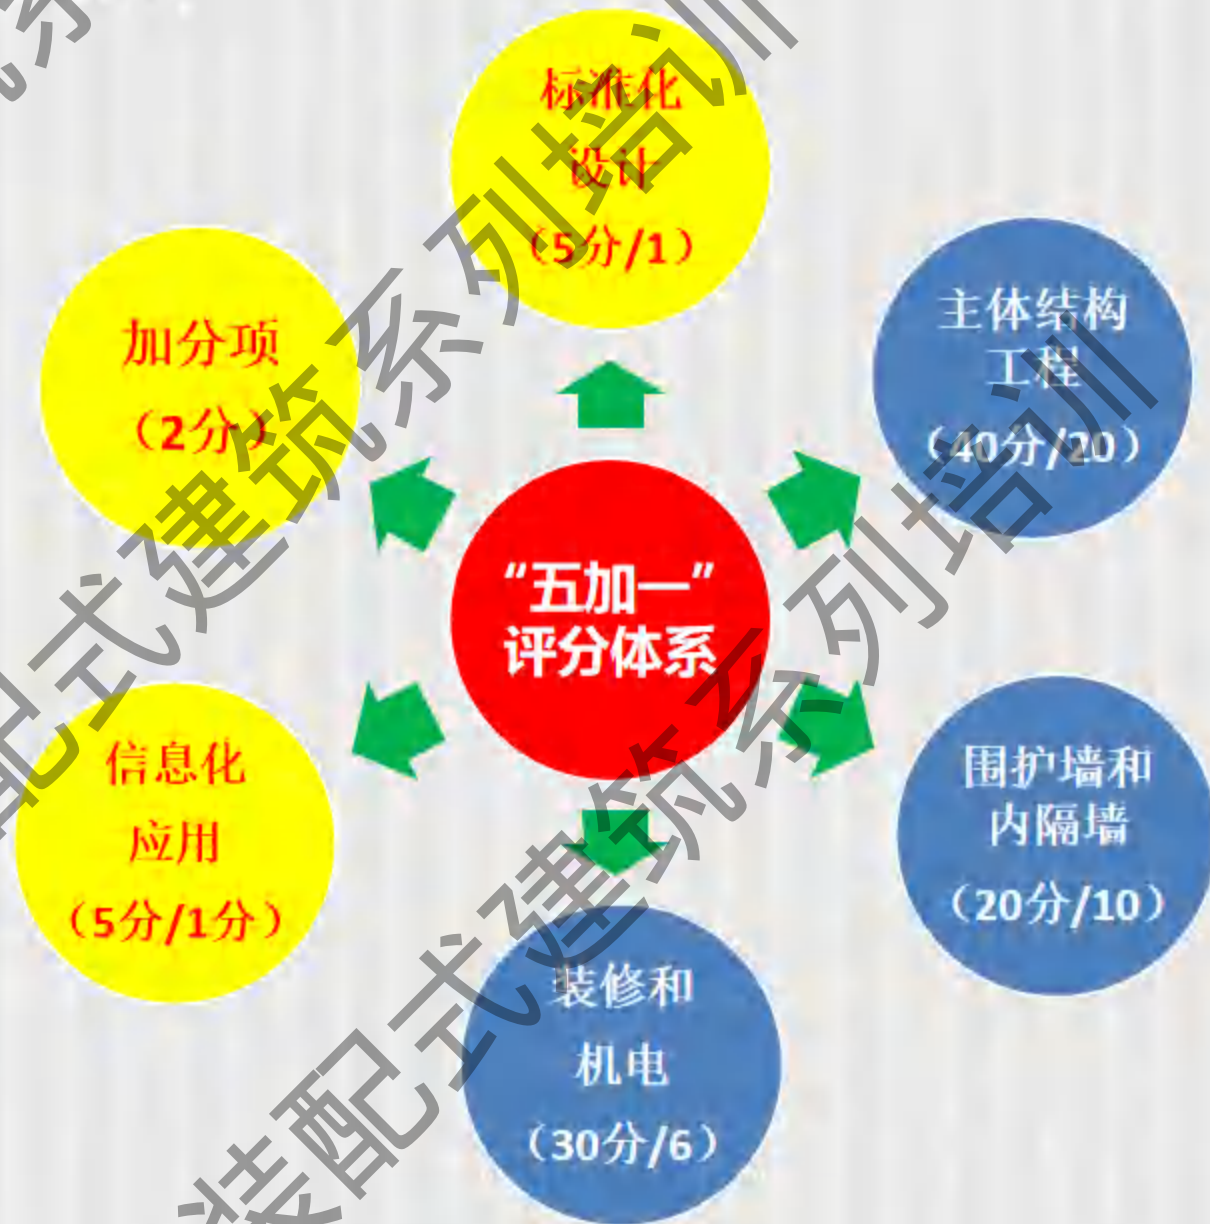 标准化
设计
（5分/1）
加分项
（2分）
主体结构
工程
（40分/20）
“五加一”
评分体系
信息化
应用
（5分/1分）
围护墙和
内隔墙
（20分/10）
装修和
机电
（30分/6）
装配式建筑系列培训
配式建筑系列培训
筑系